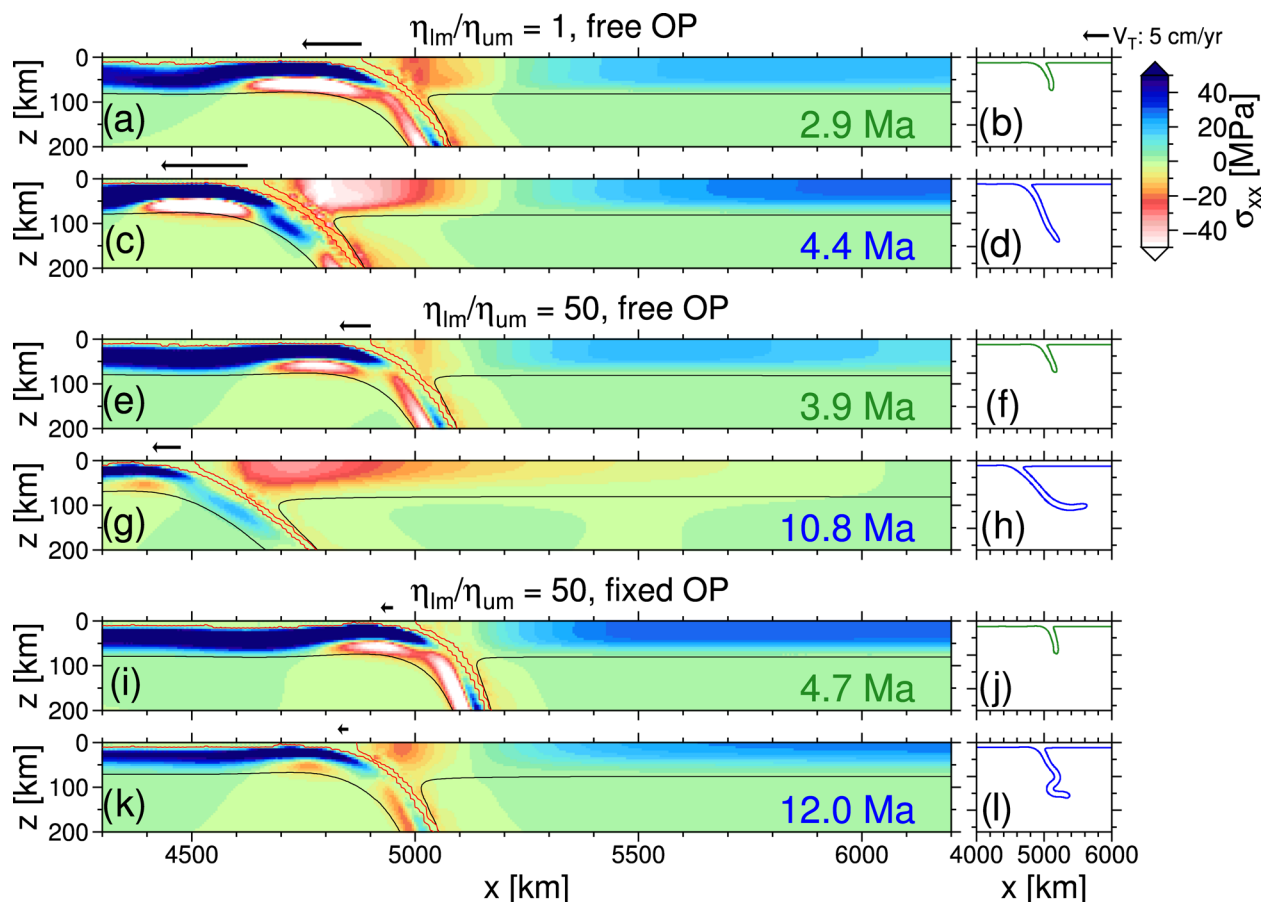 η_lm/η_um = 1, free OP
V_T: 5 cm/yr
0
100
200
z [km]
(a)
2.9 Ma
(b)
0
100
200
z [km]
(c)
4.4 Ma
(d)
40
20
0
−20
−40
σ_xx [MPa]
η_lm/η_um = 50, free OP
0
100
200
z [km]
(e)
3.9 Ma
(f)
0
100
200
z [km]
(g)
10.8 Ma
(h)
η_lm/η_um = 50, fixed OP
0
100
200
z [km]
(i)
4.7 Ma
(j)
0
100
200
z [km]
(k)
12.0 Ma
(l)
4500 5000 5500 6000
4000 5000 6000
x [km]
x [km]